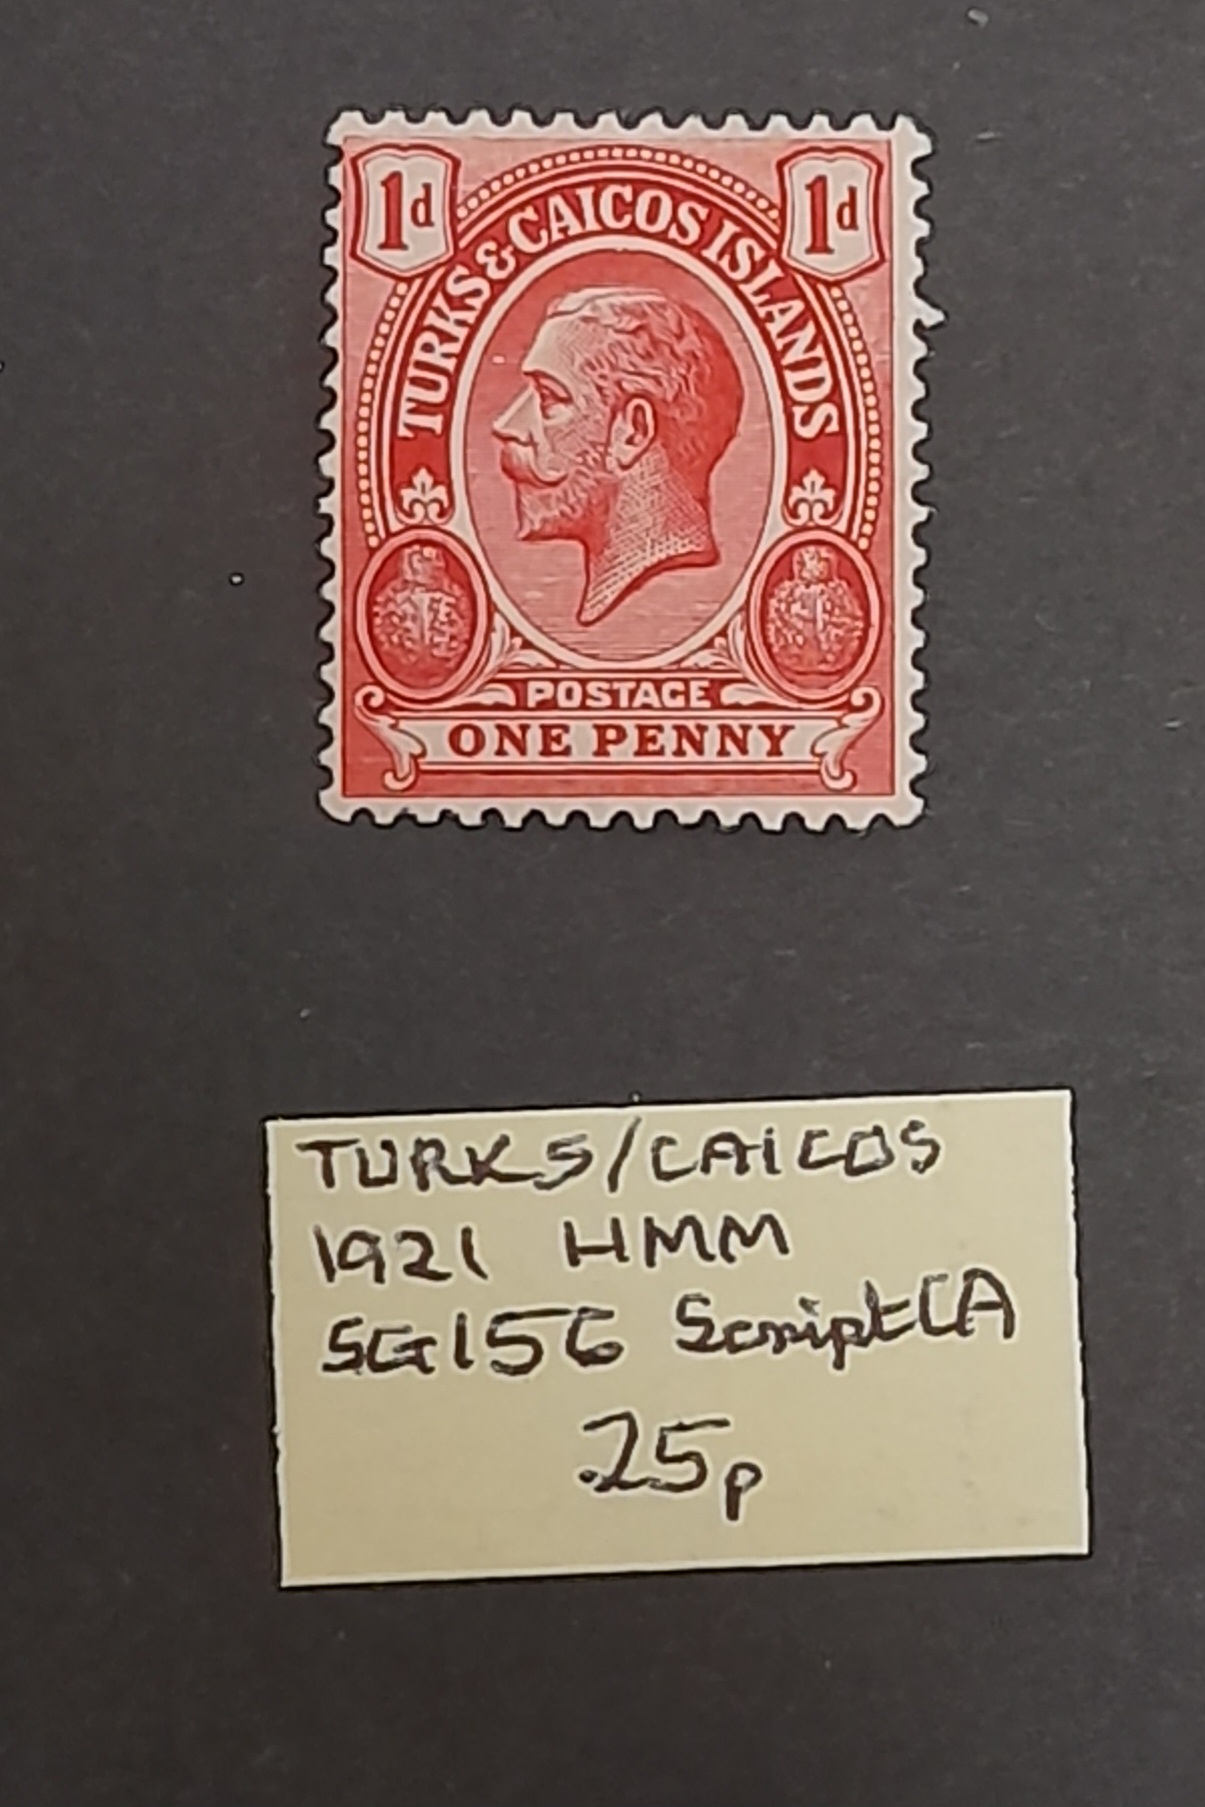 1d 1d
TURKS & CAICOS ISLANDS
POSTAGE
ONE PENNY
TURKS/CAICOS
1921 HMM
SG156 Script CA
.25p